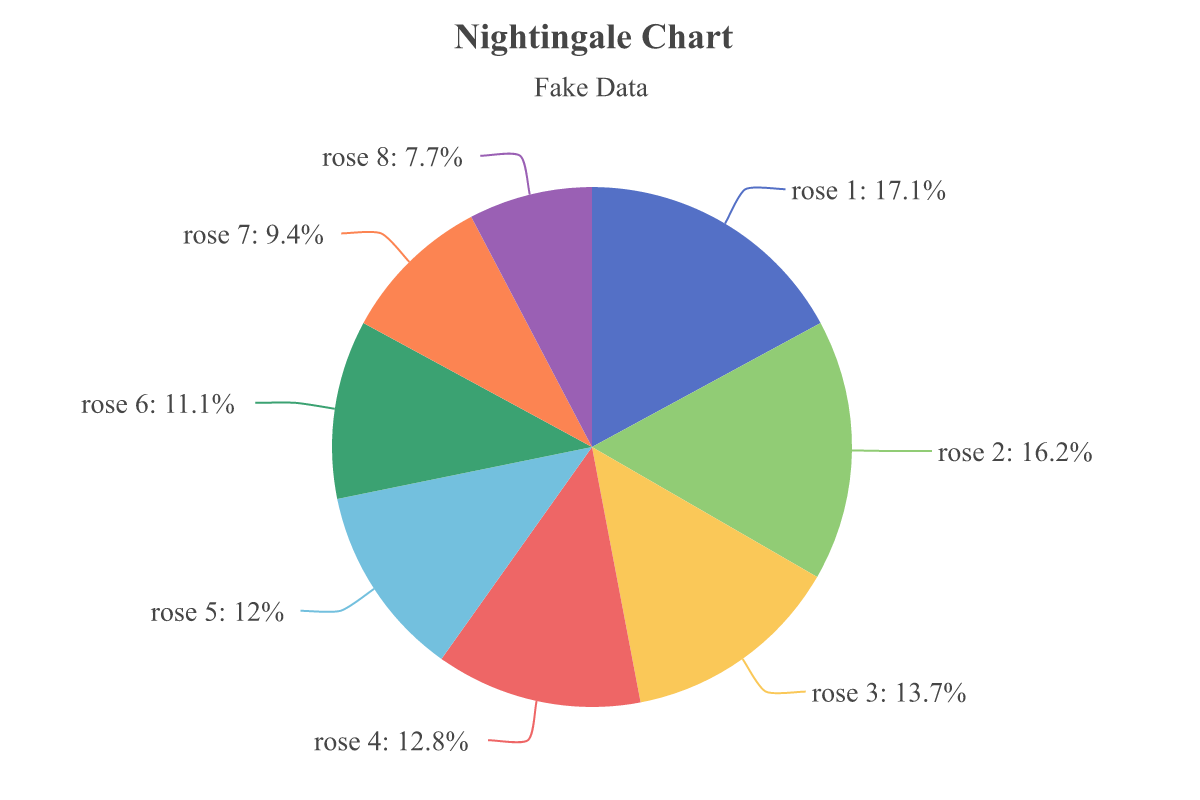 Nightingale Chart
Fake Data
rose 8: 7.7%
rose 1: 17.1%
rose 7: 9.4%
rose 6: 11.1%
rose 2: 16.2%
rose 5: 12%
rose 3: 13.7%
rose 4: 12.8%